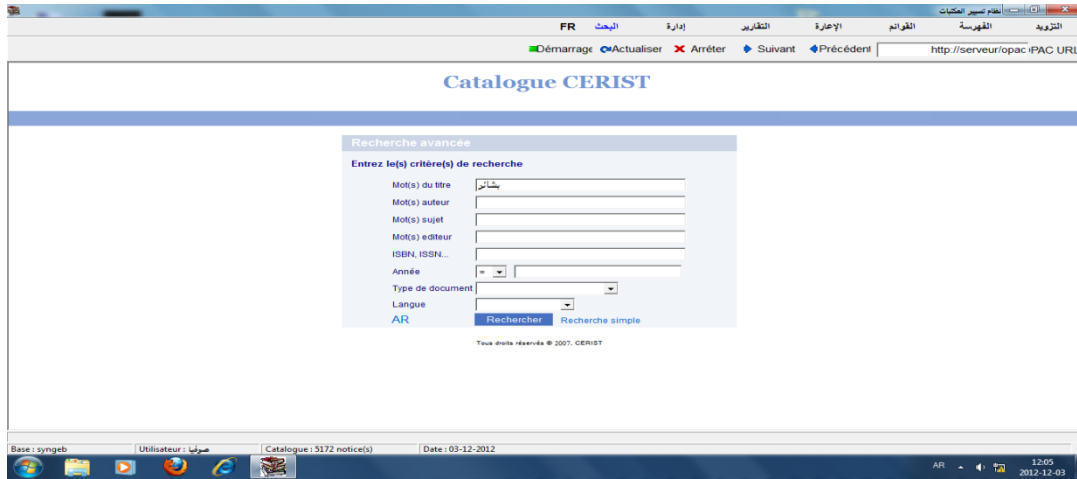 نظام تسيير المكتبات
التزويد الفهرسة القوائم الإعارة التقارير إدارة البحث FR
Démarrage Actualiser Arrêter Suivant Précédent http://serveur/opac PAC URL
Catalogue CERIST
Recherche avancée
Entrez le(s) critère(s) de recherche
Mot(s) du titre بشائر
Mot(s) auteur
Mot(s) sujet
Mot(s) editeur
ISBN, ISSN...
Année =
Type de document
Langue
AR Rechercher Recherche simple
Tous droits réservés © 2007. CERIST
Base : syngeb Utilisateur : صوفيا Catalogue : 5172 notice(s) Date : 03-12-2012
AR 12:05
2012-12-03